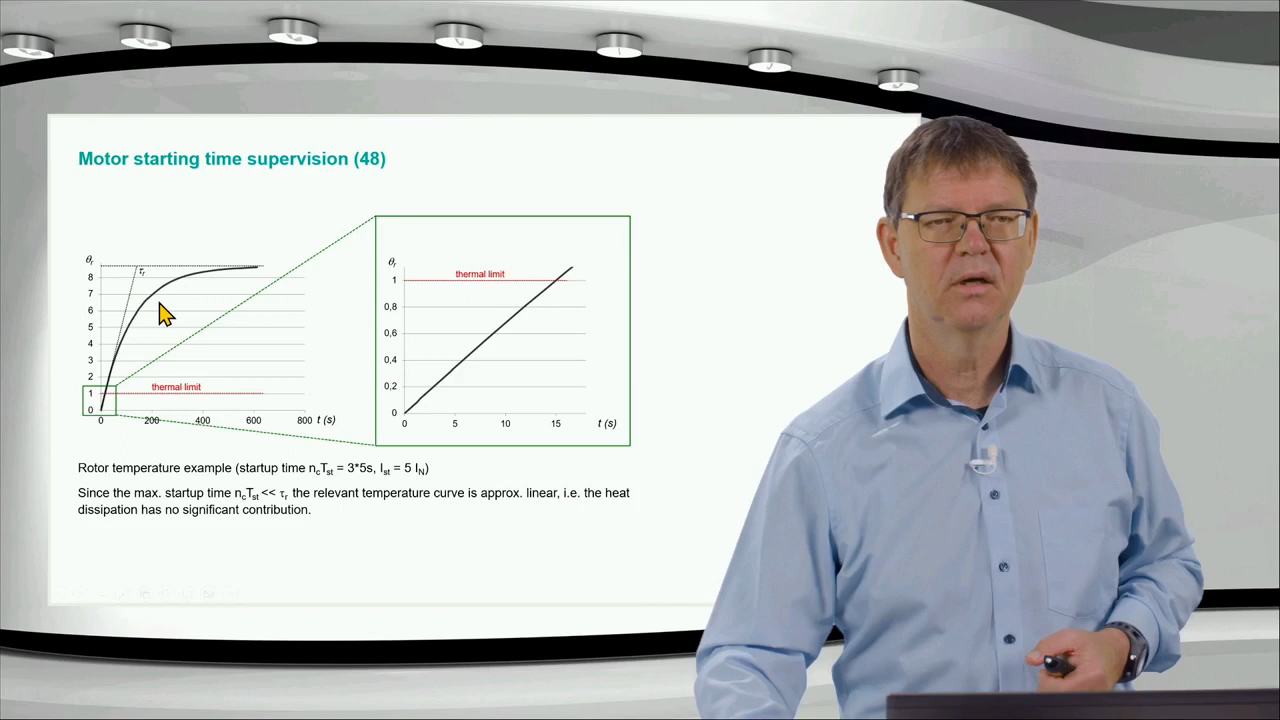 Motor starting time supervision (48)
θr
8
7
6
5
4
3
2
1
0
τr
thermal limit
0
200
400
600
800
t (s)
θr
1
0,8
0,6
0,4
0,2
0
thermal limit
0
5
10
15
t (s)
Rotor temperature example (startup time ncTst = 3*5s, Ist = 5 IN)
Since the max. startup time ncTst << τr the relevant temperature curve is approx. linear, i.e. the heat
dissipation has no significant contribution.